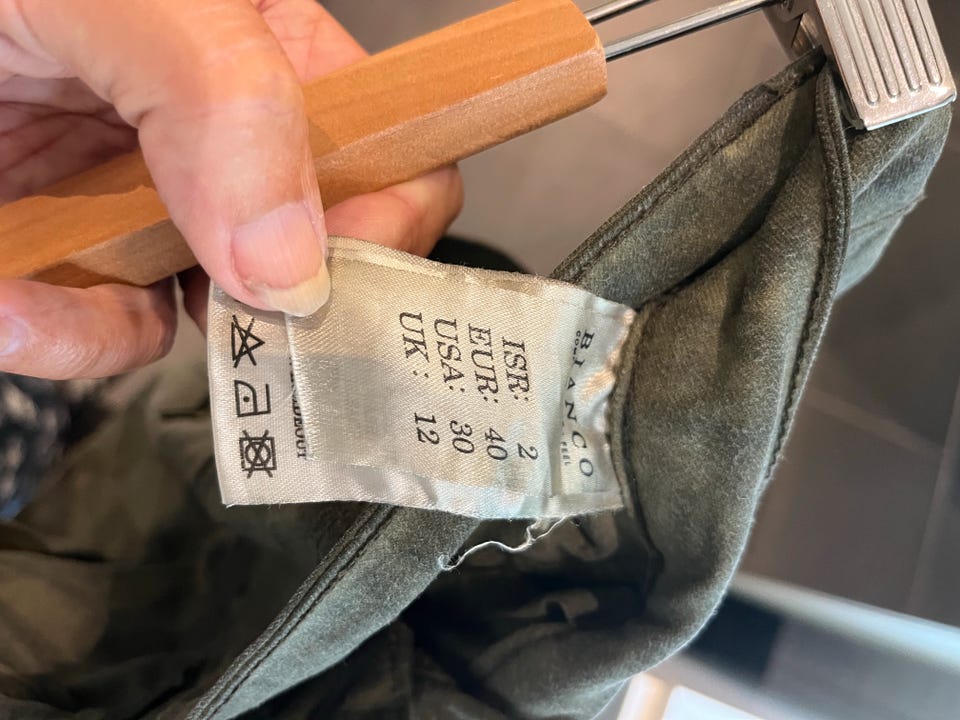 BIANCO
ISR: 2
EUR: 40
USA: 30
UK: 12